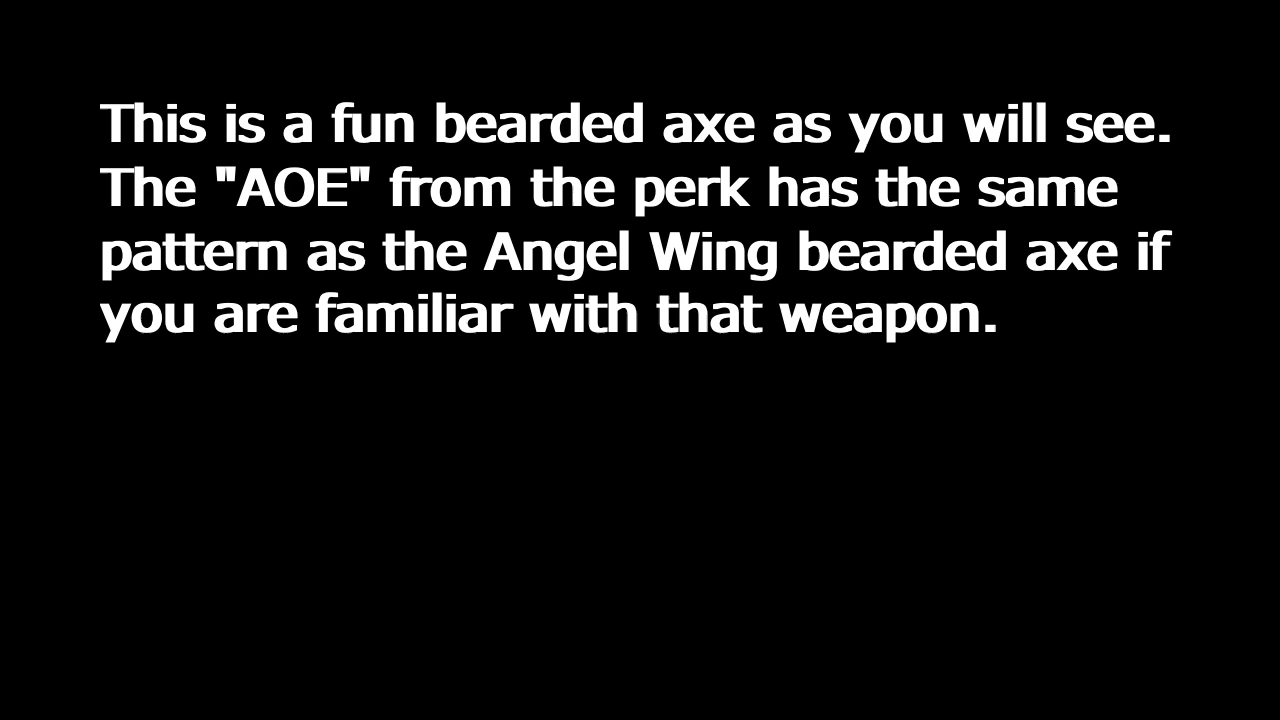 This is a fun bearded axe as you will see.
The "AOE" from the perk has the same
pattern as the Angel Wing bearded axe if
you are familiar with that weapon.